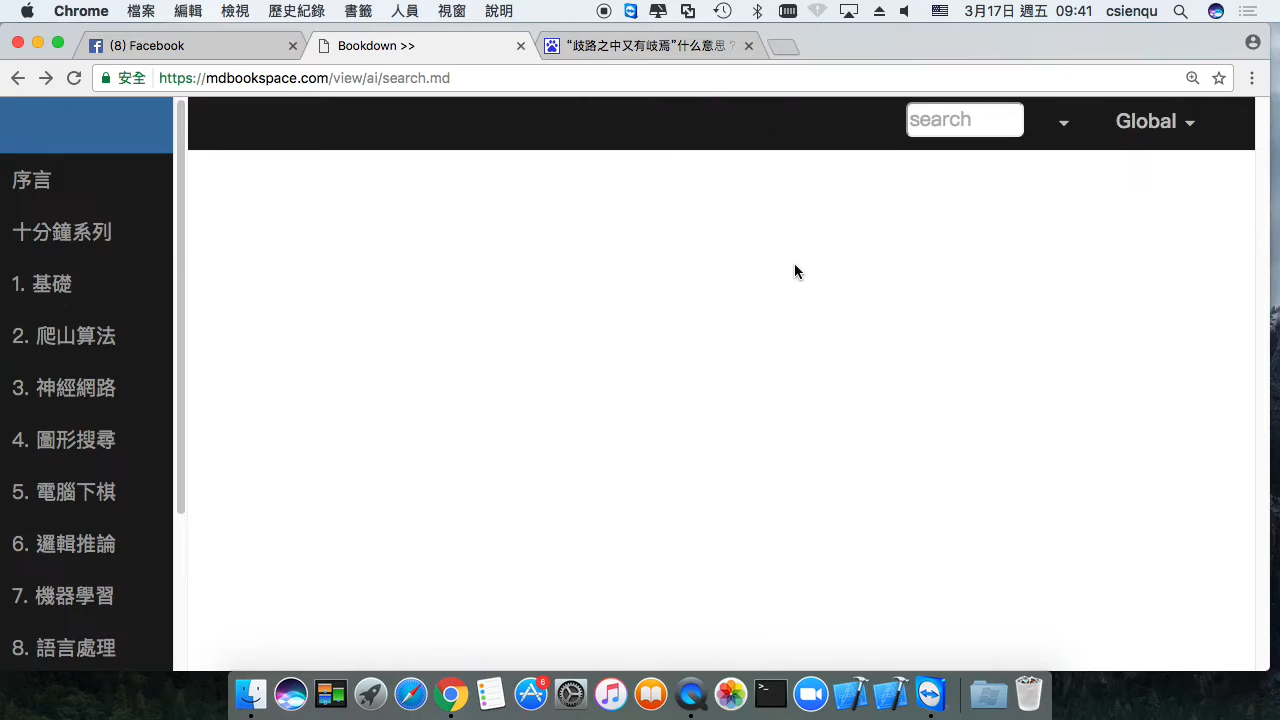 Chrome 檔案 編輯 檢視 歷史紀錄 書籤 人員 視窗 說明 3月17日 週五 09:41 csienqu
(8) Facebook
Bookdown >>
“歧路之中又有岐焉”什么意思?
安全 https://mdbookspace.com/view/ai/search.md
search
Global
序言
十分鐘系列
1. 基礎
2. 爬山算法
3. 神經網路
4. 圖形搜尋
5. 電腦下棋
6. 邏輯推論
7. 機器學習
8. 語言處理
6